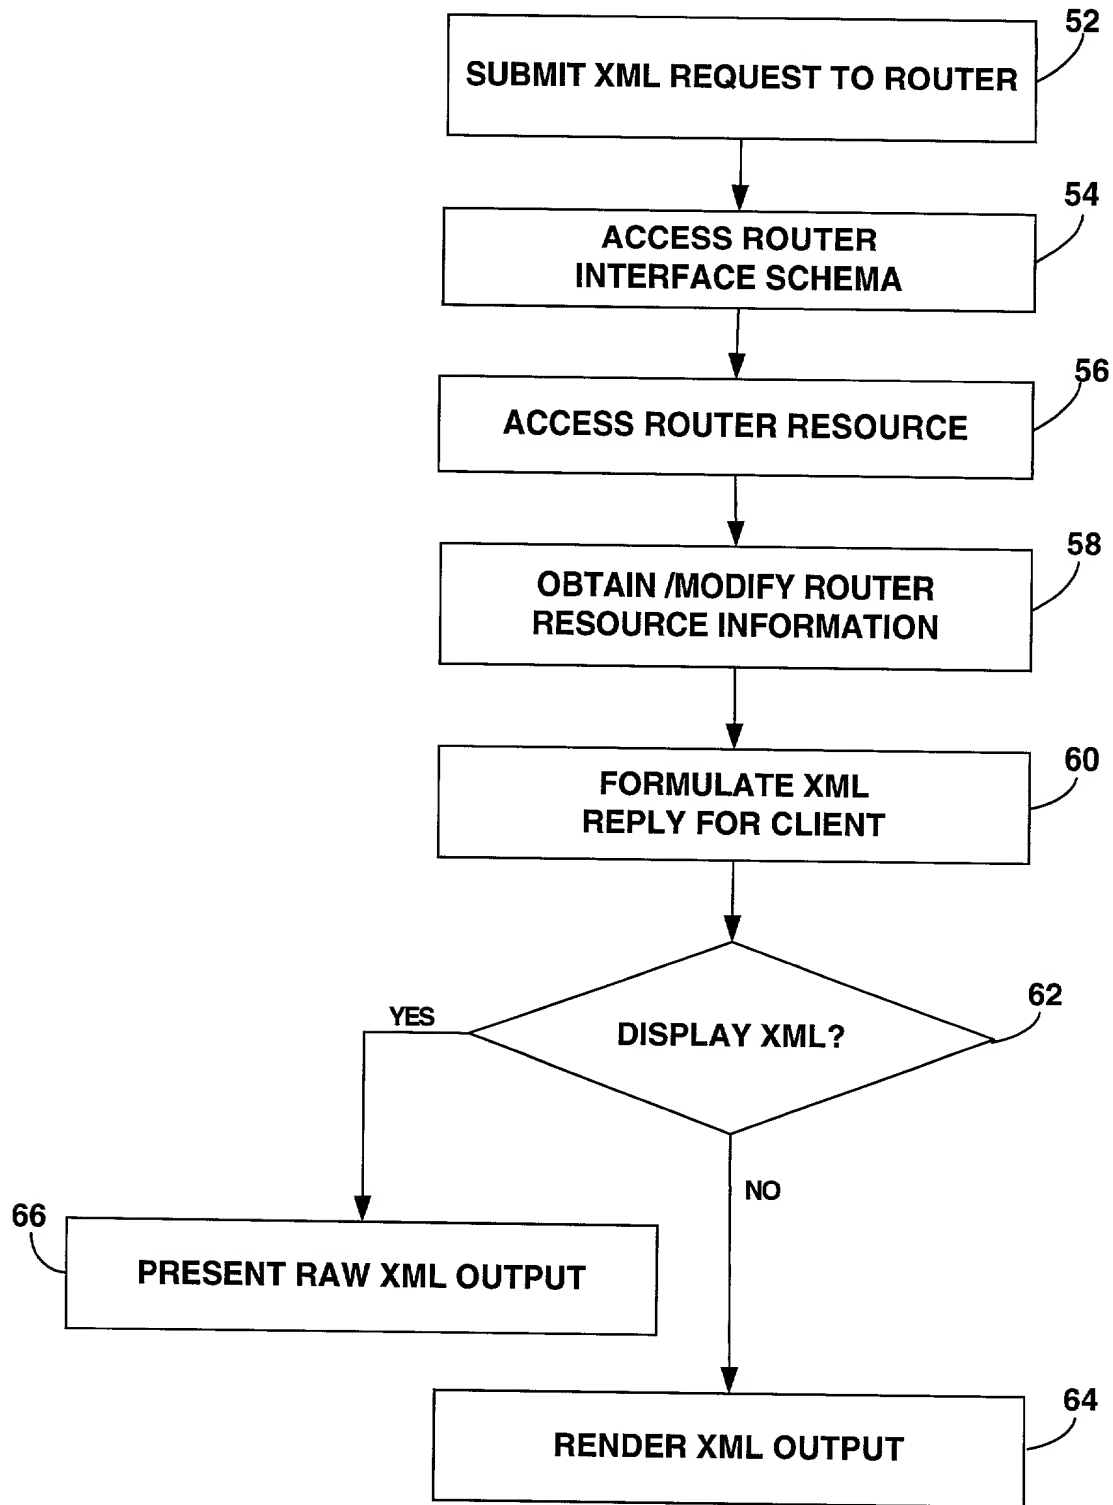 52
SUBMIT XML REQUEST TO ROUTER
54
ACCESS ROUTER
INTERFACE SCHEMA
56
ACCESS ROUTER RESOURCE
58
OBTAIN /MODIFY ROUTER
RESOURCE INFORMATION
60
FORMULATE XML
REPLY FOR CLIENT
62
YES
DISPLAY XML?
NO
66
PRESENT RAW XML OUTPUT
64
RENDER XML OUTPUT